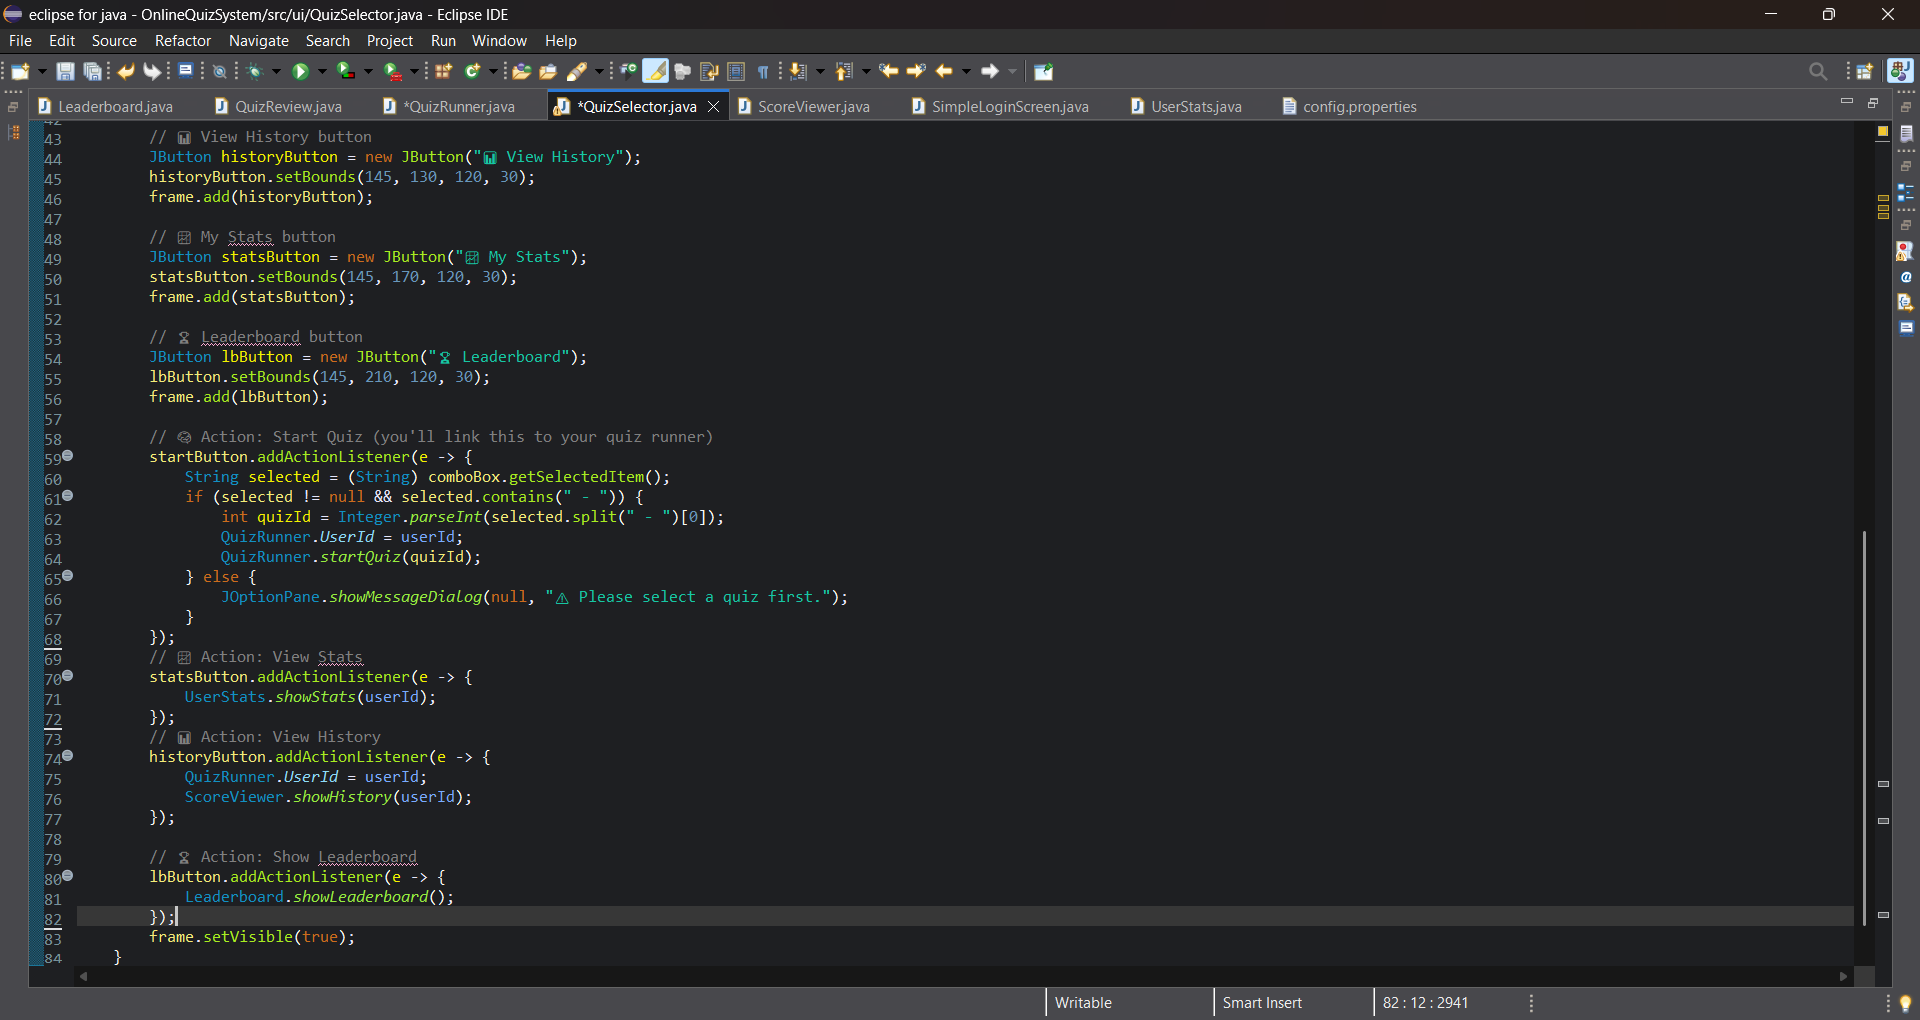 eclipse for java - OnlineQuizSystem/src/ui/QuizSelector.java - Eclipse IDE
File Edit Source Refactor Navigate Search Project Run Window Help
Leaderboard.java QuizReview.java *QuizRunner.java *QuizSelector.java ScoreViewer.java SimpleLoginScreen.java UserStats.java config.properties
42
43 // 📊 View History button
44 JButton historyButton = new JButton("📊 View History");
45 historyButton.setBounds(145, 130, 120, 30);
46 frame.add(historyButton);
47
48 // 📈 My Stats button
49 JButton statsButton = new JButton("📈 My Stats");
50 statsButton.setBounds(145, 170, 120, 30);
51 frame.add(statsButton);
52
53 // 🏆 Leaderboard button
54 JButton lbButton = new JButton("🏆 Leaderboard");
55 lbButton.setBounds(145, 210, 120, 30);
56 frame.add(lbButton);
57
58 // 🧠 Action: Start Quiz (you'll link this to your quiz runner)
59 startButton.addActionListener(e -> {
60 String selected = (String) comboBox.getSelectedItem();
61 if (selected != null && selected.contains(" - ")) {
62 int quizId = Integer.parseInt(selected.split(" - ")[0]);
63 QuizRunner.UserId = userId;
64 QuizRunner.startQuiz(quizId);
65 } else {
66 JOptionPane.showMessageDialog(null, "⚠ Please select a quiz first.");
67 }
68 });
69 // 📈 Action: View Stats
70 statsButton.addActionListener(e -> {
71 UserStats.showStats(userId);
72 });
73 // 📊 Action: View History
74 historyButton.addActionListener(e -> {
75 QuizRunner.UserId = userId;
76 ScoreViewer.showHistory(userId);
77 });
78
79 // 🏆 Action: Show Leaderboard
80 lbButton.addActionListener(e -> {
81 Leaderboard.showLeaderboard();
82 });
83 frame.setVisible(true);
84 }
Writable Smart Insert 82 : 12 : 2941